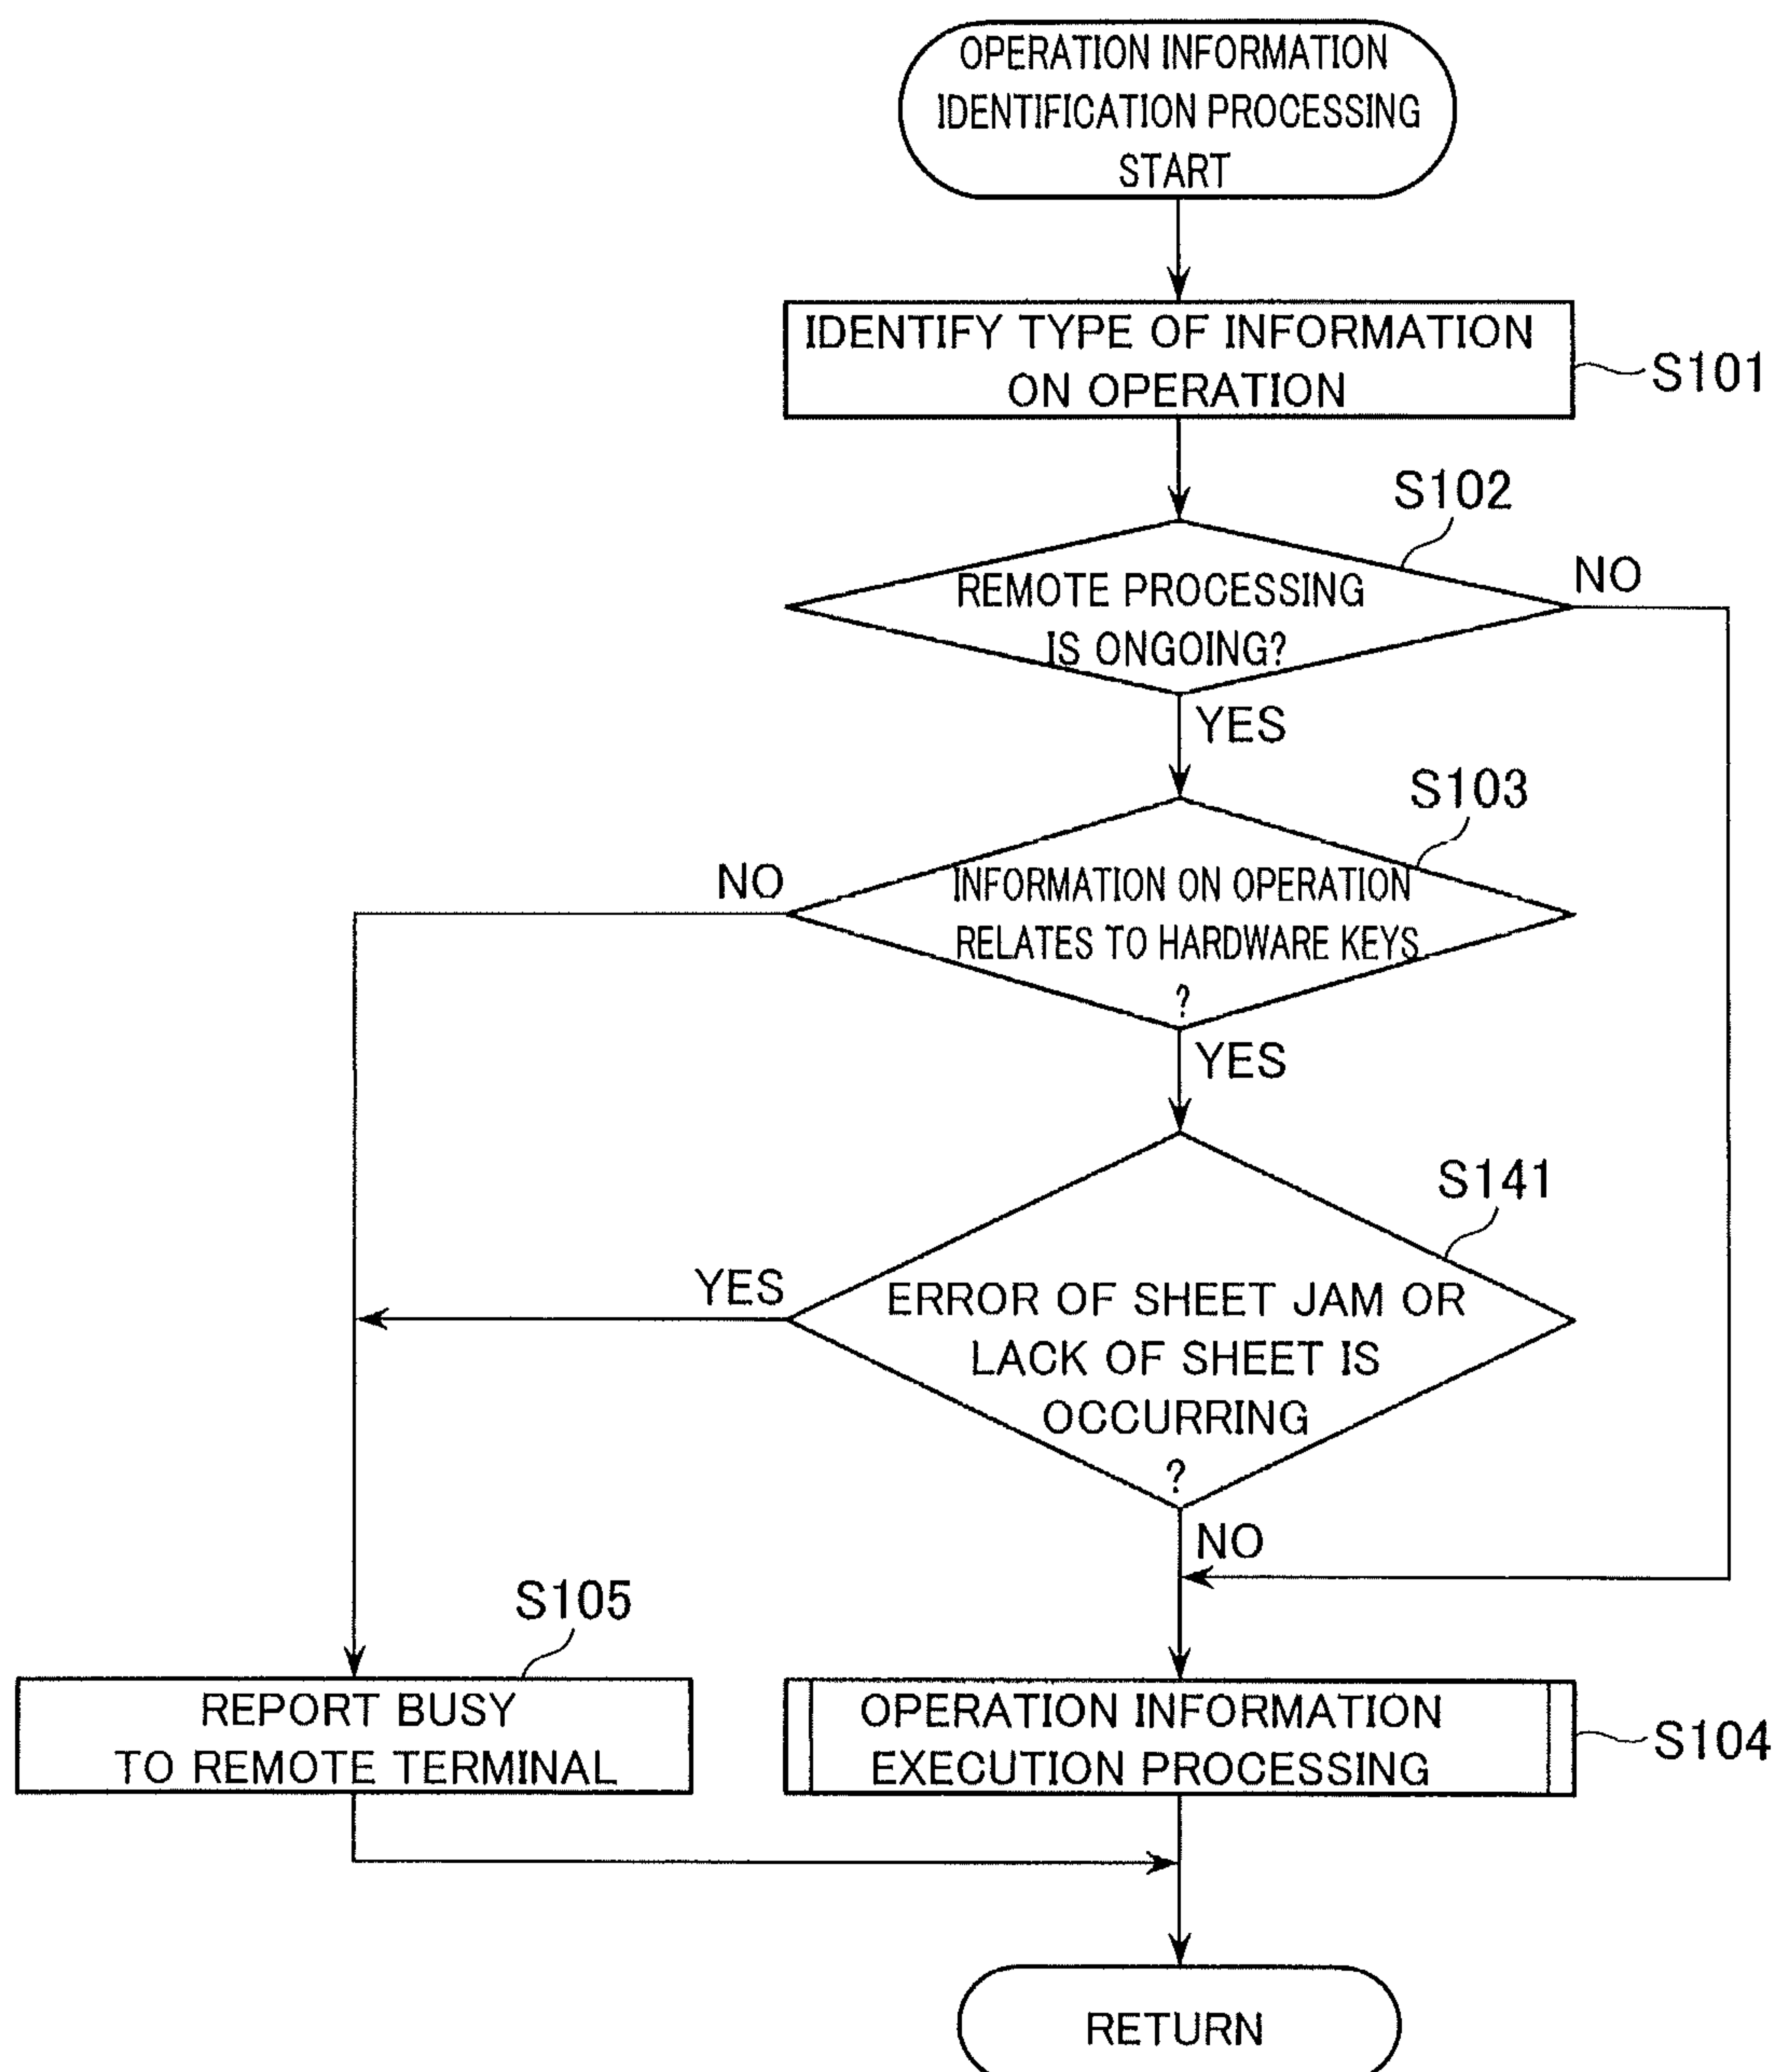 OPERATION INFORMATION
IDENTIFICATION PROCESSING
START
IDENTIFY TYPE OF INFORMATION
ON OPERATION
S101
S102
REMOTE PROCESSING
IS ONGOING?
NO
YES
S103
NO
INFORMATION ON OPERATION
RELATES TO HARDWARE KEYS
?
YES
S141
YES
ERROR OF SHEET JAM OR
LACK OF SHEET IS
OCCURRING
?
NO
S105
REPORT BUSY
TO REMOTE TERMINAL
OPERATION INFORMATION
EXECUTION PROCESSING
S104
RETURN